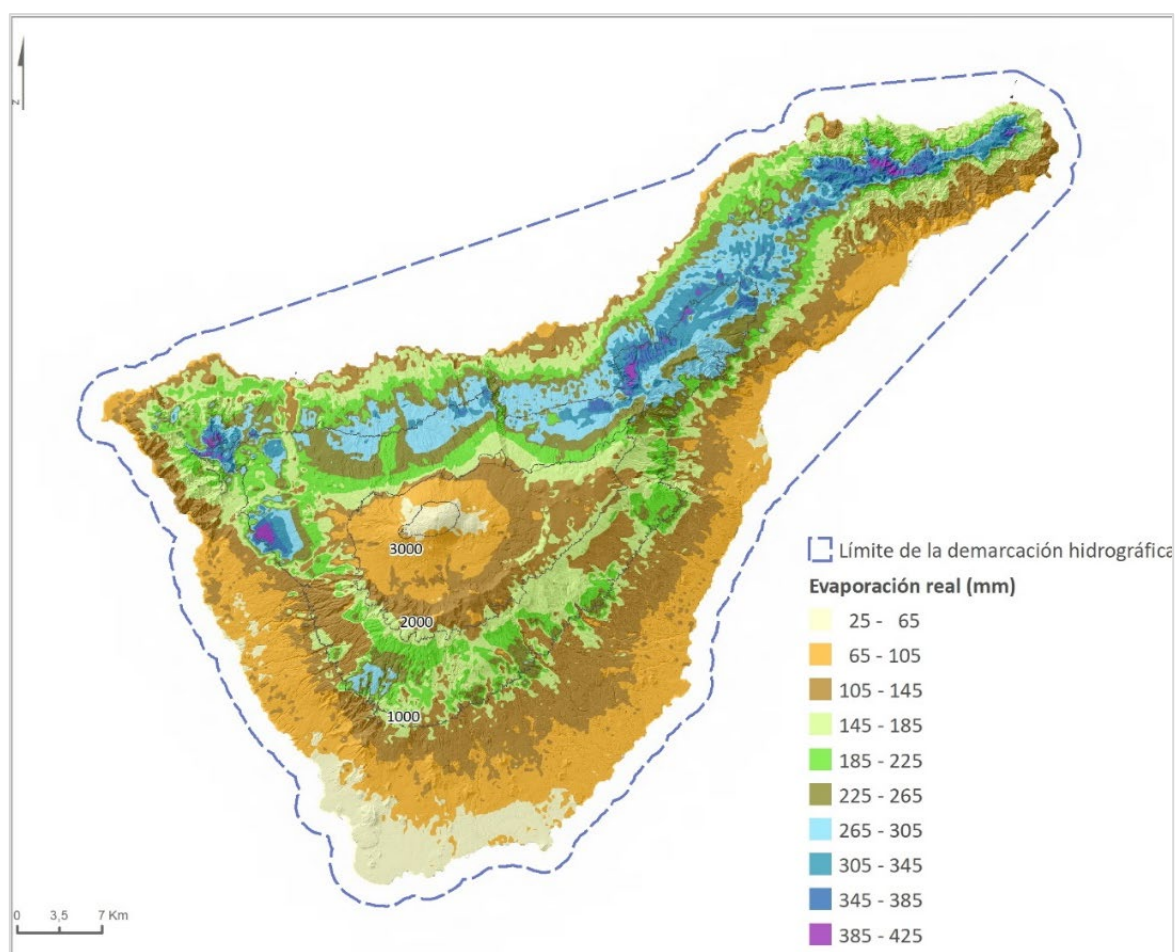 N
3000
2000
1000
Límite de la demarcación hidrográfica
Evaporación real (mm)
25 - 65
65 - 105
105 - 145
145 - 185
185 - 225
225 - 265
265 - 305
305 - 345
345 - 385
385 - 425
0 3,5 7 Km